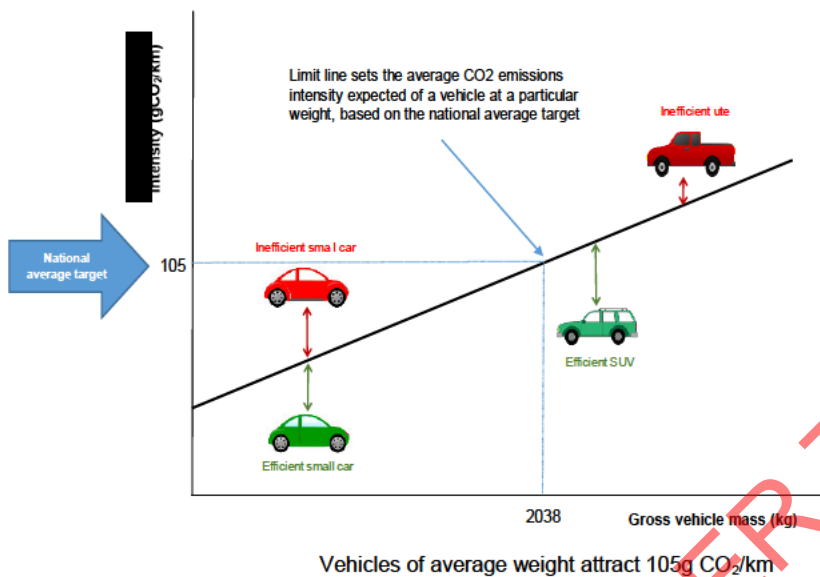 Intensity (gCO₂/km)
Limit line sets the average CO2 emissions
intensity expected of a vehicle at a particular
weight, based on the national average target
Inefficient ute
National
average target
105
Inefficient sma l car
Efficient SUV
Efficient small car
2038
Gross vehicle mass (kg)
Vehicles of average weight attract 105g CO₂/km